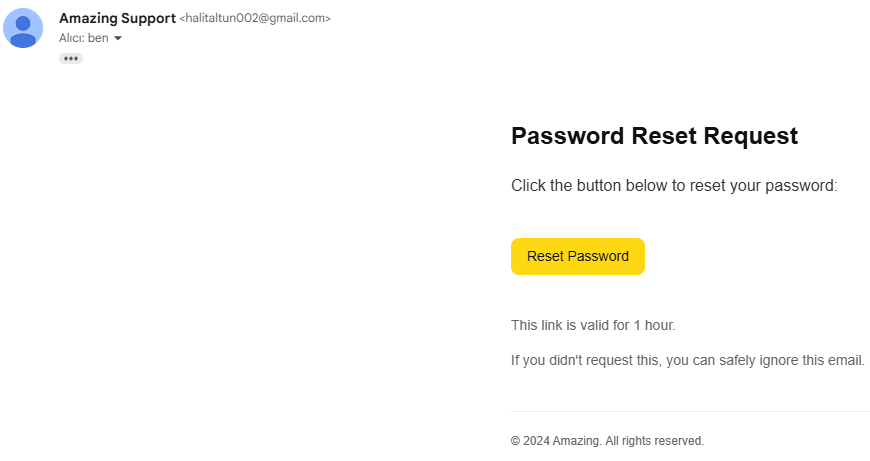 Amazing Support <halitaltun002@gmail.com>
Alıcı: ben
Password Reset Request
Click the button below to reset your password:
Reset Password
This link is valid for 1 hour.
If you didn't request this, you can safely ignore this email.
© 2024 Amazing. All rights reserved.